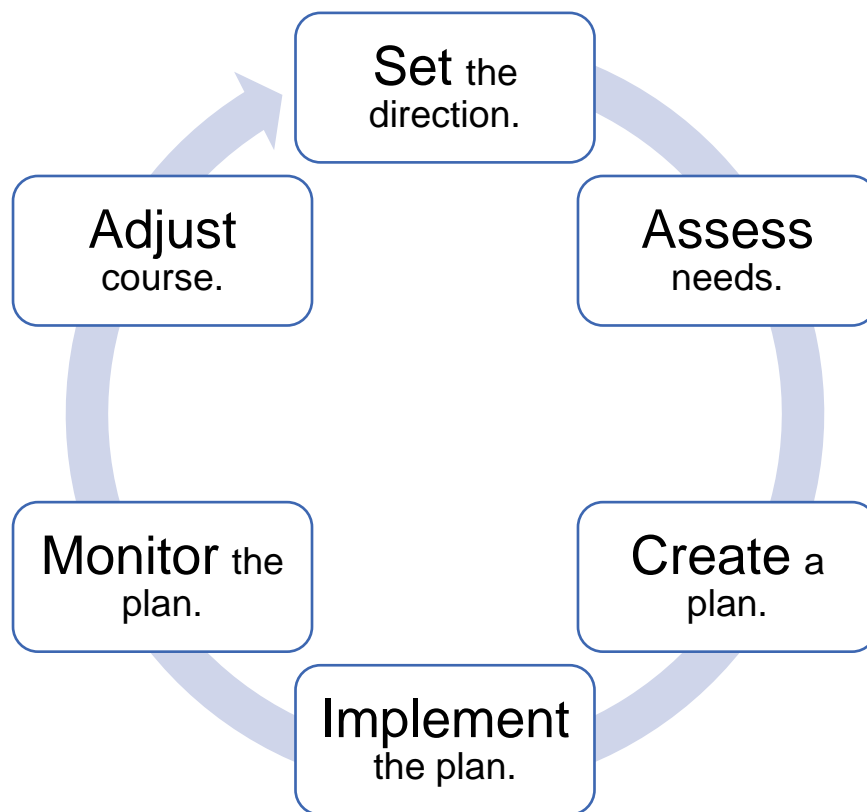 Set the
direction.
Assess
needs.
Create a
plan.
Implement
the plan.
Monitor the
plan.
Adjust
course.